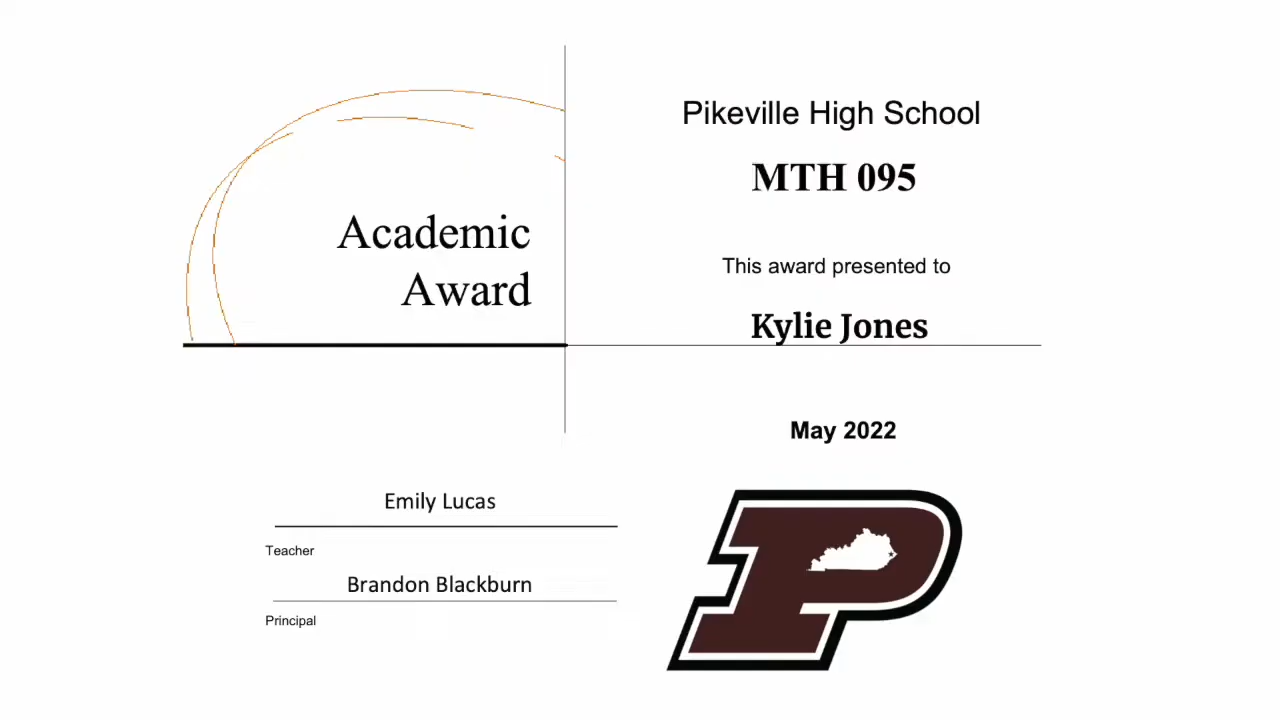 Academic
Award
Pikeville High School
MTH 095
This award presented to
Kylie Jones
May 2022
Emily Lucas
Teacher
Brandon Blackburn
Principal
P